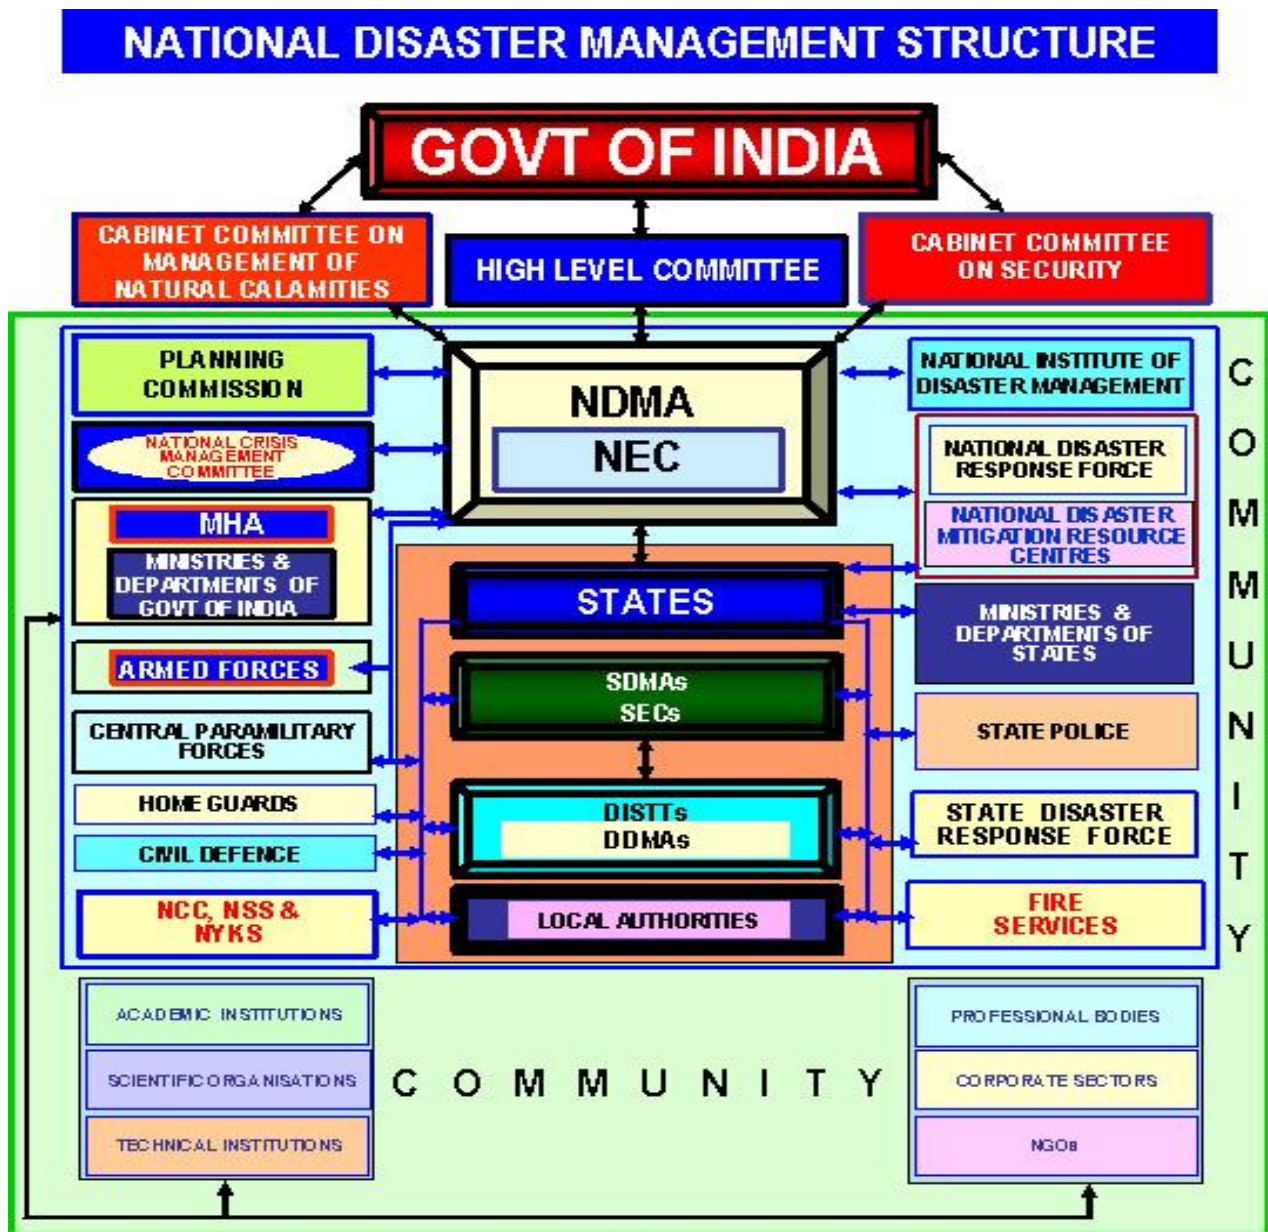 NATIONAL DISASTER MANAGEMENT STRUCTURE
GOVT OF INDIA
CABINET COMMITTEE ON
MANAGEMENT OF
NATURAL CALAMITIES
HIGH LEVEL COMMITTEE
CABINET COMMITTEE
ON SECURITY
PLANNING
COMMISSION
NATIONAL CRISIS
MANAGEMENT
COMMITTEE
MHA
MINISTRIES &
DEPARTMENTS OF
GOVT OF INDIA
ARMED FORCES
CENTRAL PARAMILITARY
FORCES
HOME GUARDS
CIVIL DEFENCE
NCC, NSS &
NYKS
NDMA
NEC
STATES
SDMAs
SECs
DISTTs
DDMAs
LOCAL AUTHORITIES
NATIONAL INSTITUTE OF
DISASTER MANAGEMENT
NATIONAL DISASTER
RESPONSE FORCE
NATIONAL DISASTER
MITIGATION RESOURCE
CENTRES
MINISTRIES &
DEPARTMENTS OF
STATES
STATE POLICE
STATE DISASTER
RESPONSE FORCE
FIRE
SERVICES
COMMUNITY
ACADEMIC INSTITUTIONS
SCIENTIFIC ORGANISATIONS
TECHNICAL INSTITUTIONS
COMMUNITY
PROFESSIONAL BODIES
CORPORATE SECTORS
NGOs